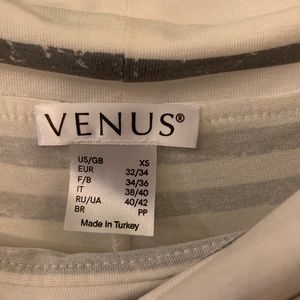 VENUS®
US/GB XS
EUR 32/34
F/B 34/36
IT 38/40
RU/UA 40/42
BR PP
Made In Turkey